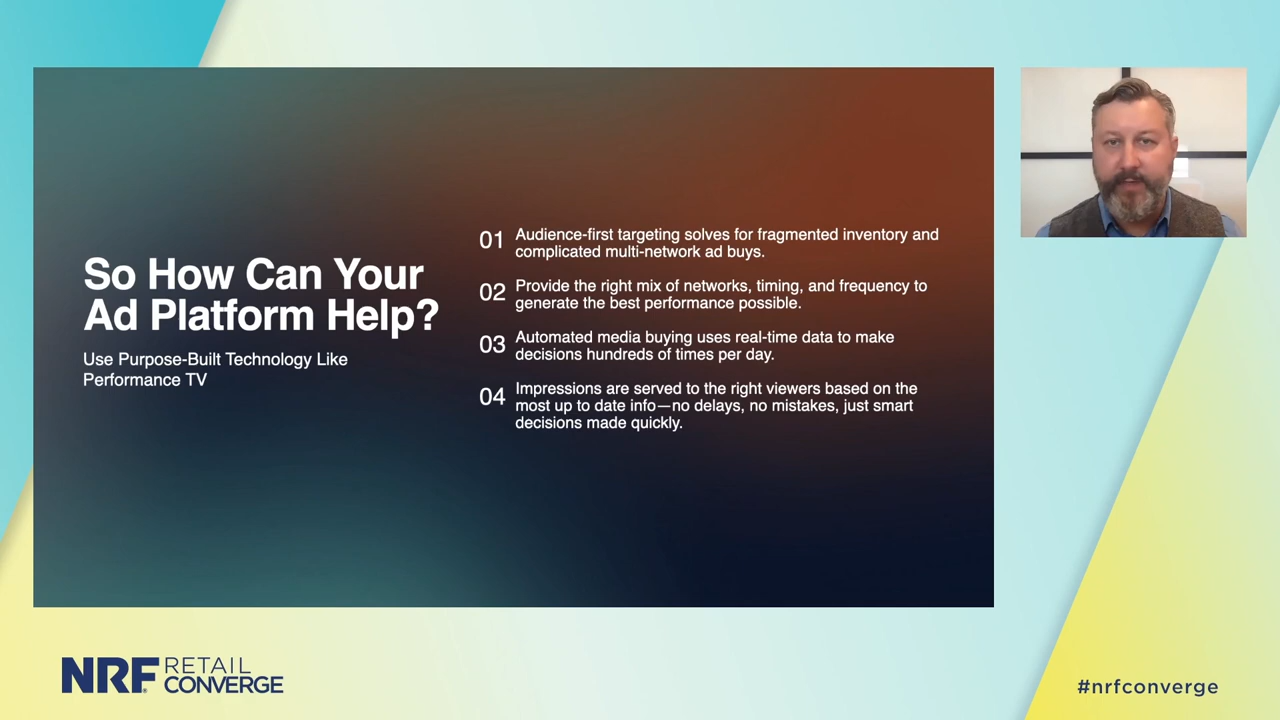 So How Can Your
Ad Platform Help?
Use Purpose-Built Technology Like
Performance TV
01 Audience-first targeting solves for fragmented inventory and
complicated multi-network ad buys.
02 Provide the right mix of networks, timing, and frequency to
generate the best performance possible.
03 Automated media buying uses real-time data to make
decisions hundreds of times per day.
04 Impressions are served to the right viewers based on the
most up to date info—no delays, no mistakes, just smart
decisions made quickly.
NRF RETAIL
CONVERGE
#nrfconverge